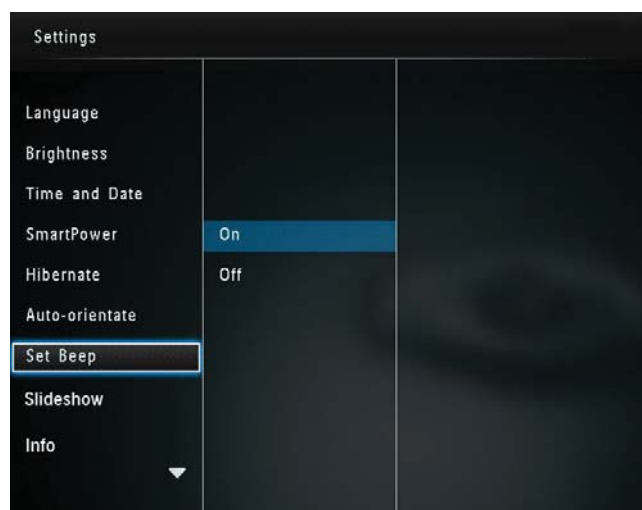 Settings
Language
Brightness
Time and Date
SmartPower
Hibernate
Auto-orientate
Set Beep
Slideshow
Info
On
Off